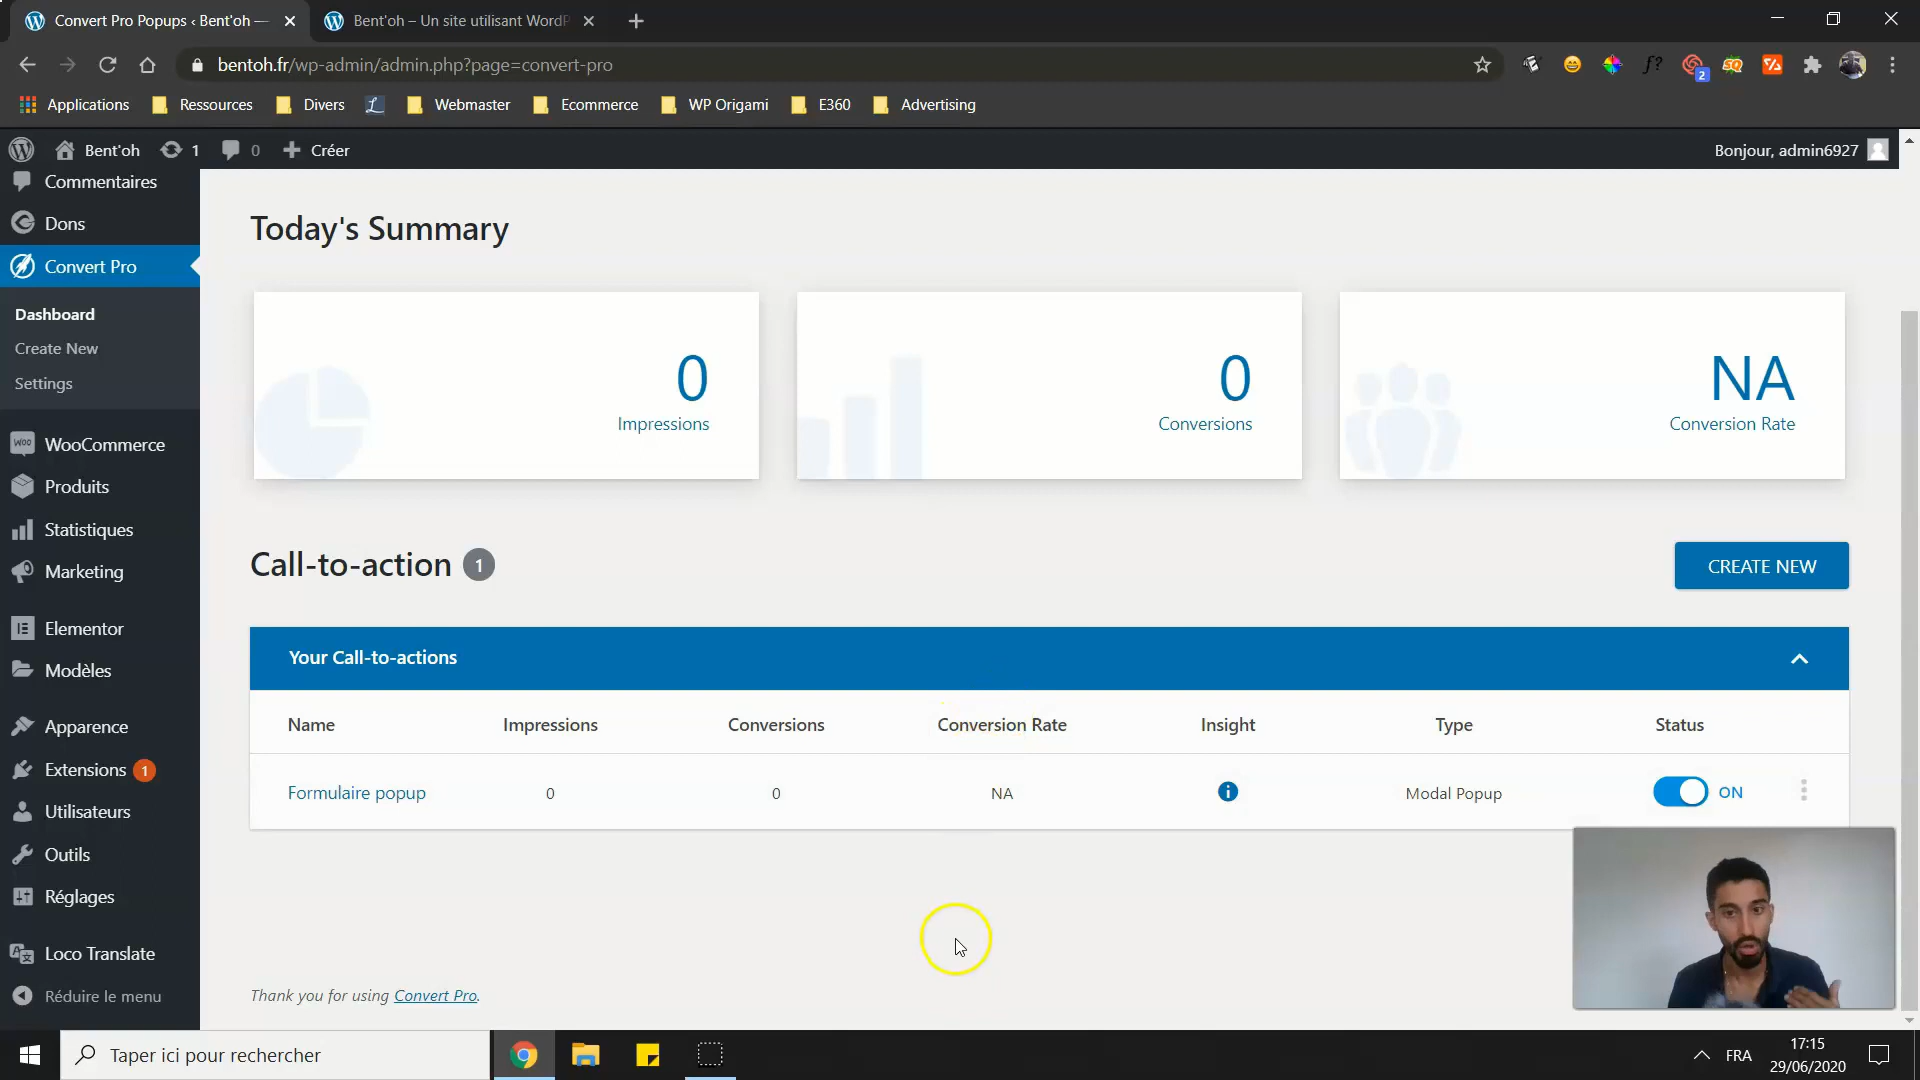 Convert Pro Popups ‹ Bent'oh —
Bent'oh – Un site utilisant WordP
bentoh.fr/wp-admin/admin.php?page=convert-pro
2
Applications
Ressources
Divers
Webmaster
Ecommerce
WP Origami
E360
Advertising
Bent'oh
1
0
Créer
Bonjour, admin6927
Commentaires
Dons
Convert Pro
Dashboard
Create New
Settings
WooCommerce
Produits
Statistiques
Marketing
Elementor
Modèles
Apparence
Extensions 1
Utilisateurs
Outils
Réglages
Loco Translate
Réduire le menu
Today's Summary
0
Impressions
0
Conversions
NA
Conversion Rate
Call-to-action 1
CREATE NEW
Your Call-to-actions
Name Impressions Conversions Conversion Rate Insight Type Status
Formulaire popup 0 0 NA Modal Popup ON
Thank you for using Convert Pro.
Taper ici pour rechercher
FRA
17:15
29/06/2020